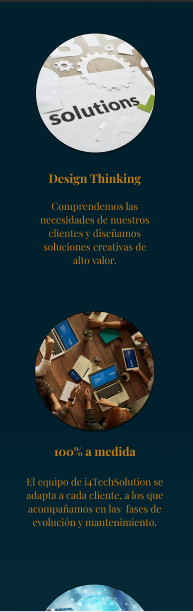 solutions
Design Thinking
Comprendemos las
necesidades de nuestros
clientes y diseñamos
soluciones creativas de
alto valor.
100% a medida
El equipo de i4TechSolution se
adapta a cada cliente, a los que
acompañamos en las fases de
evolución y mantenimiento.